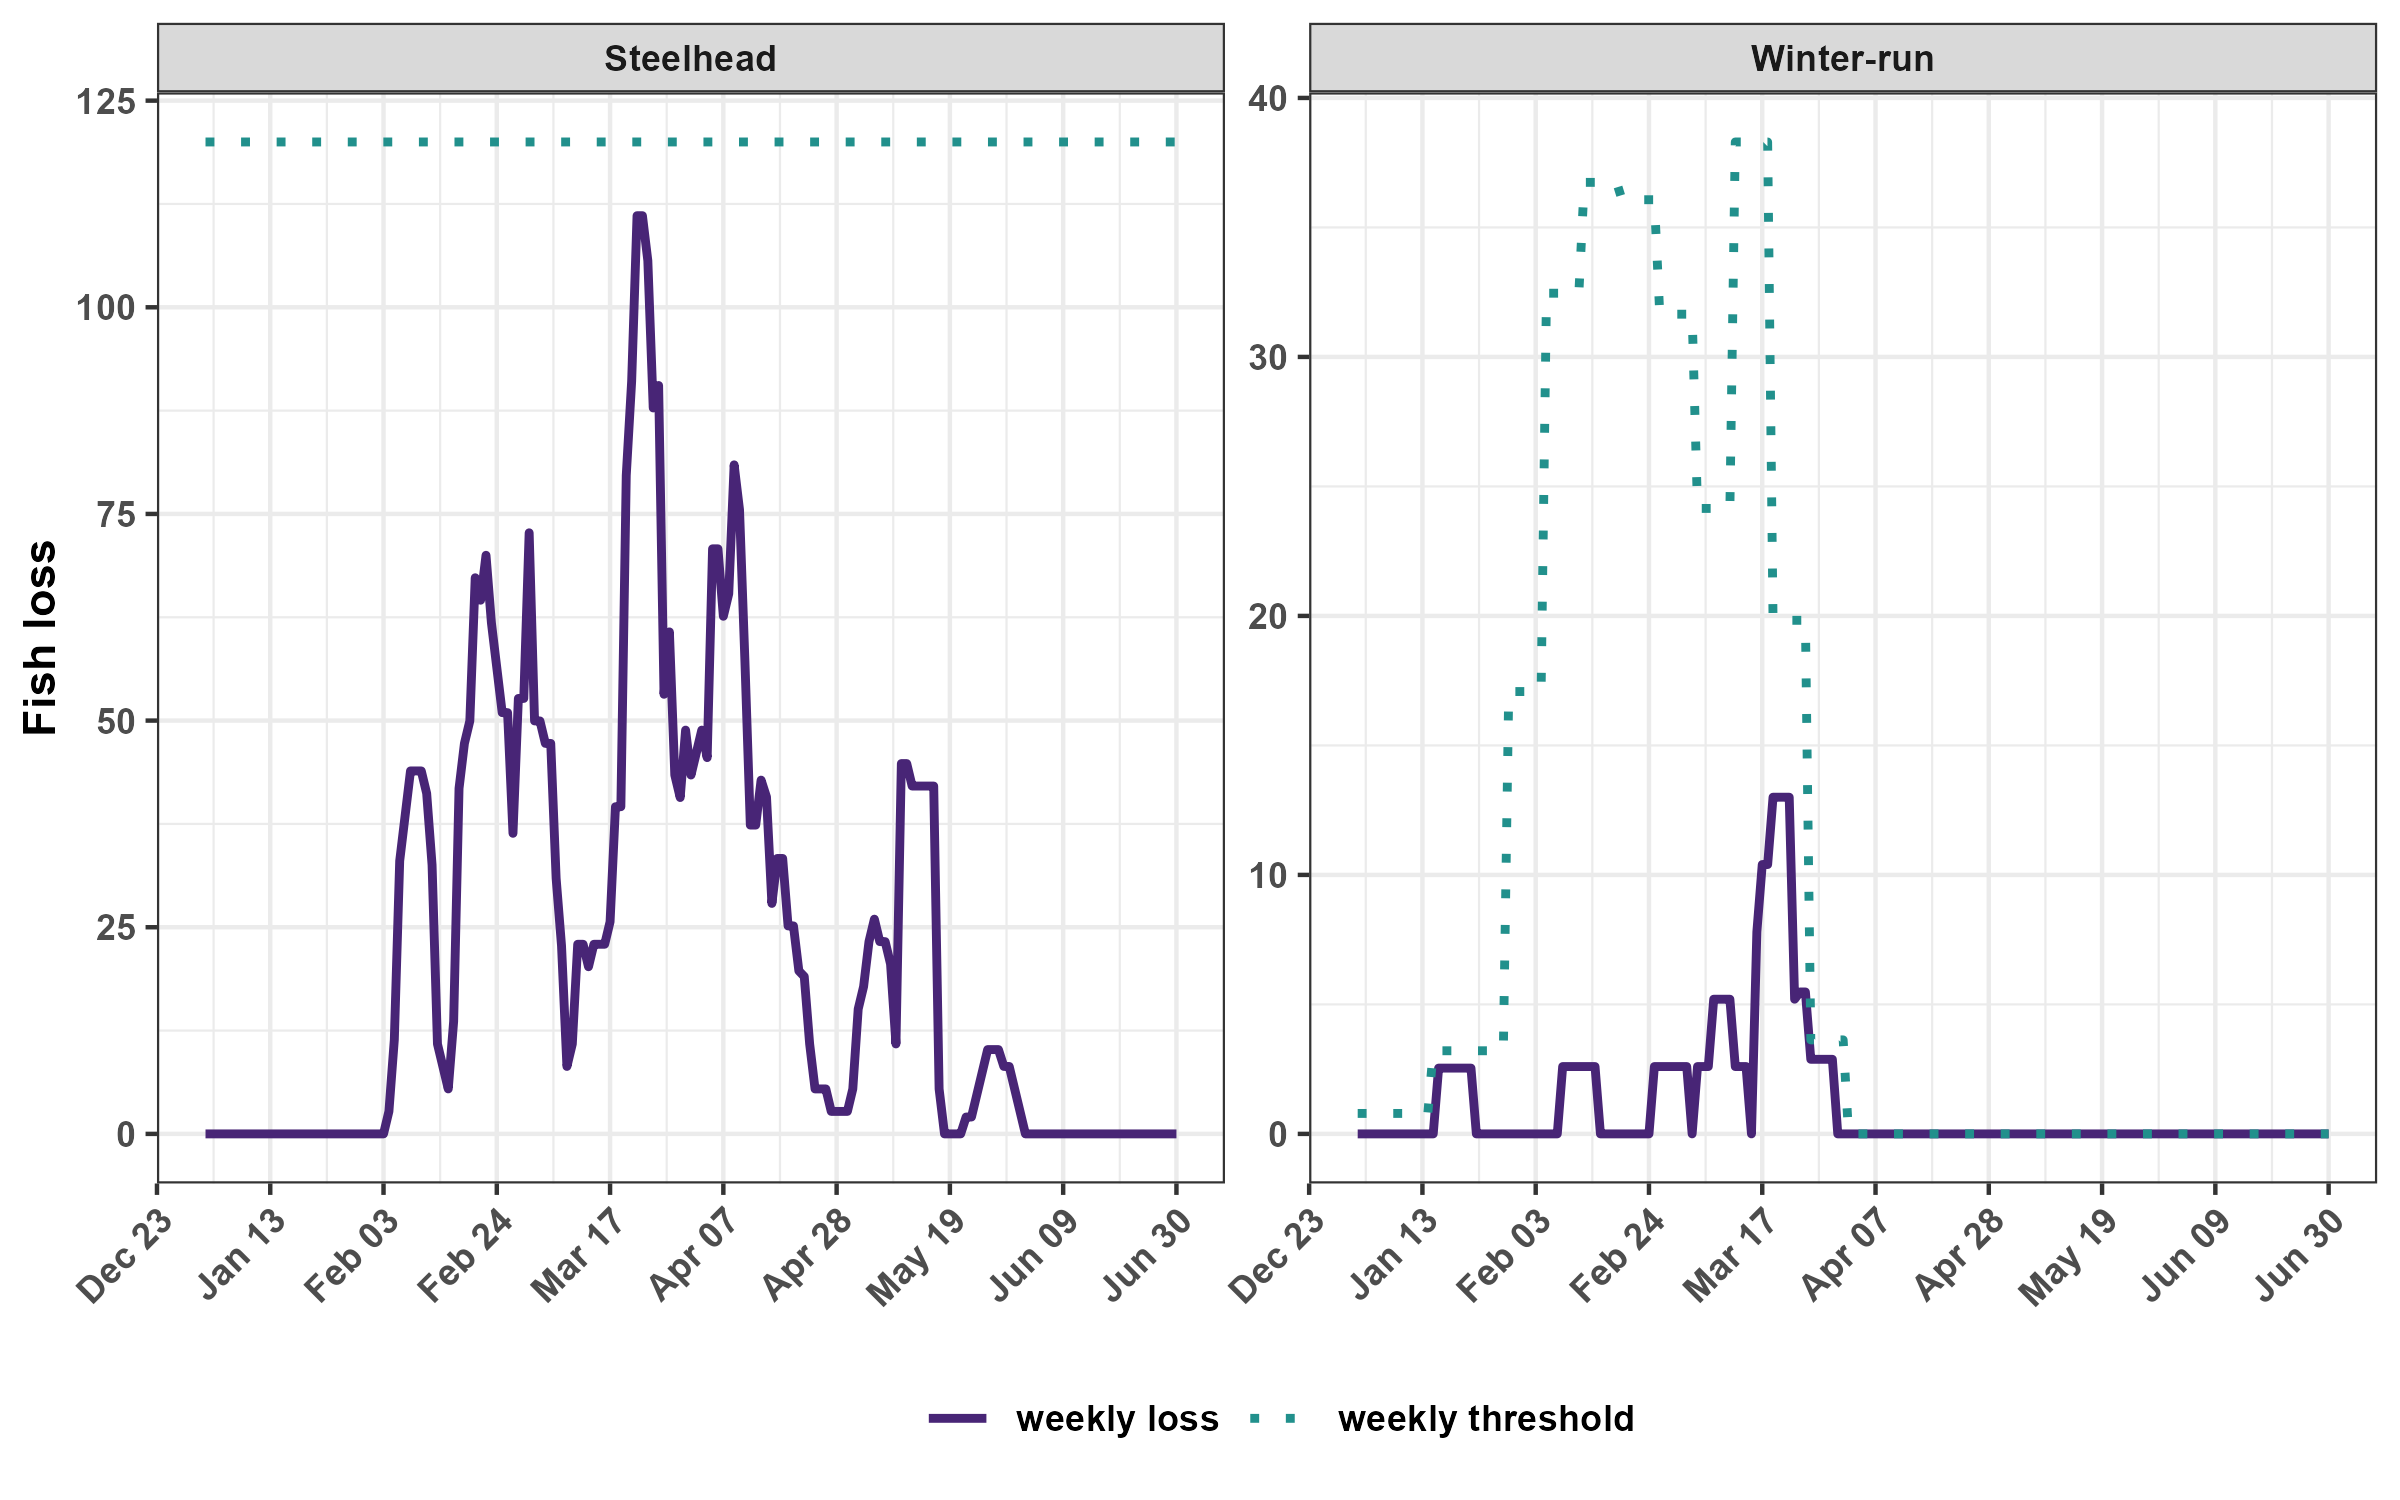 Steelhead
Winter-run
Fish loss
125
100
75
50
25
0
40
30
20
10
0
Dec 23
Jan 13
Feb 03
Feb 24
Mar 17
Apr 07
Apr 28
May 19
Jun 09
Jun 30
Dec 23
Jan 13
Feb 03
Feb 24
Mar 17
Apr 07
Apr 28
May 19
Jun 09
Jun 30
weekly loss
weekly threshold